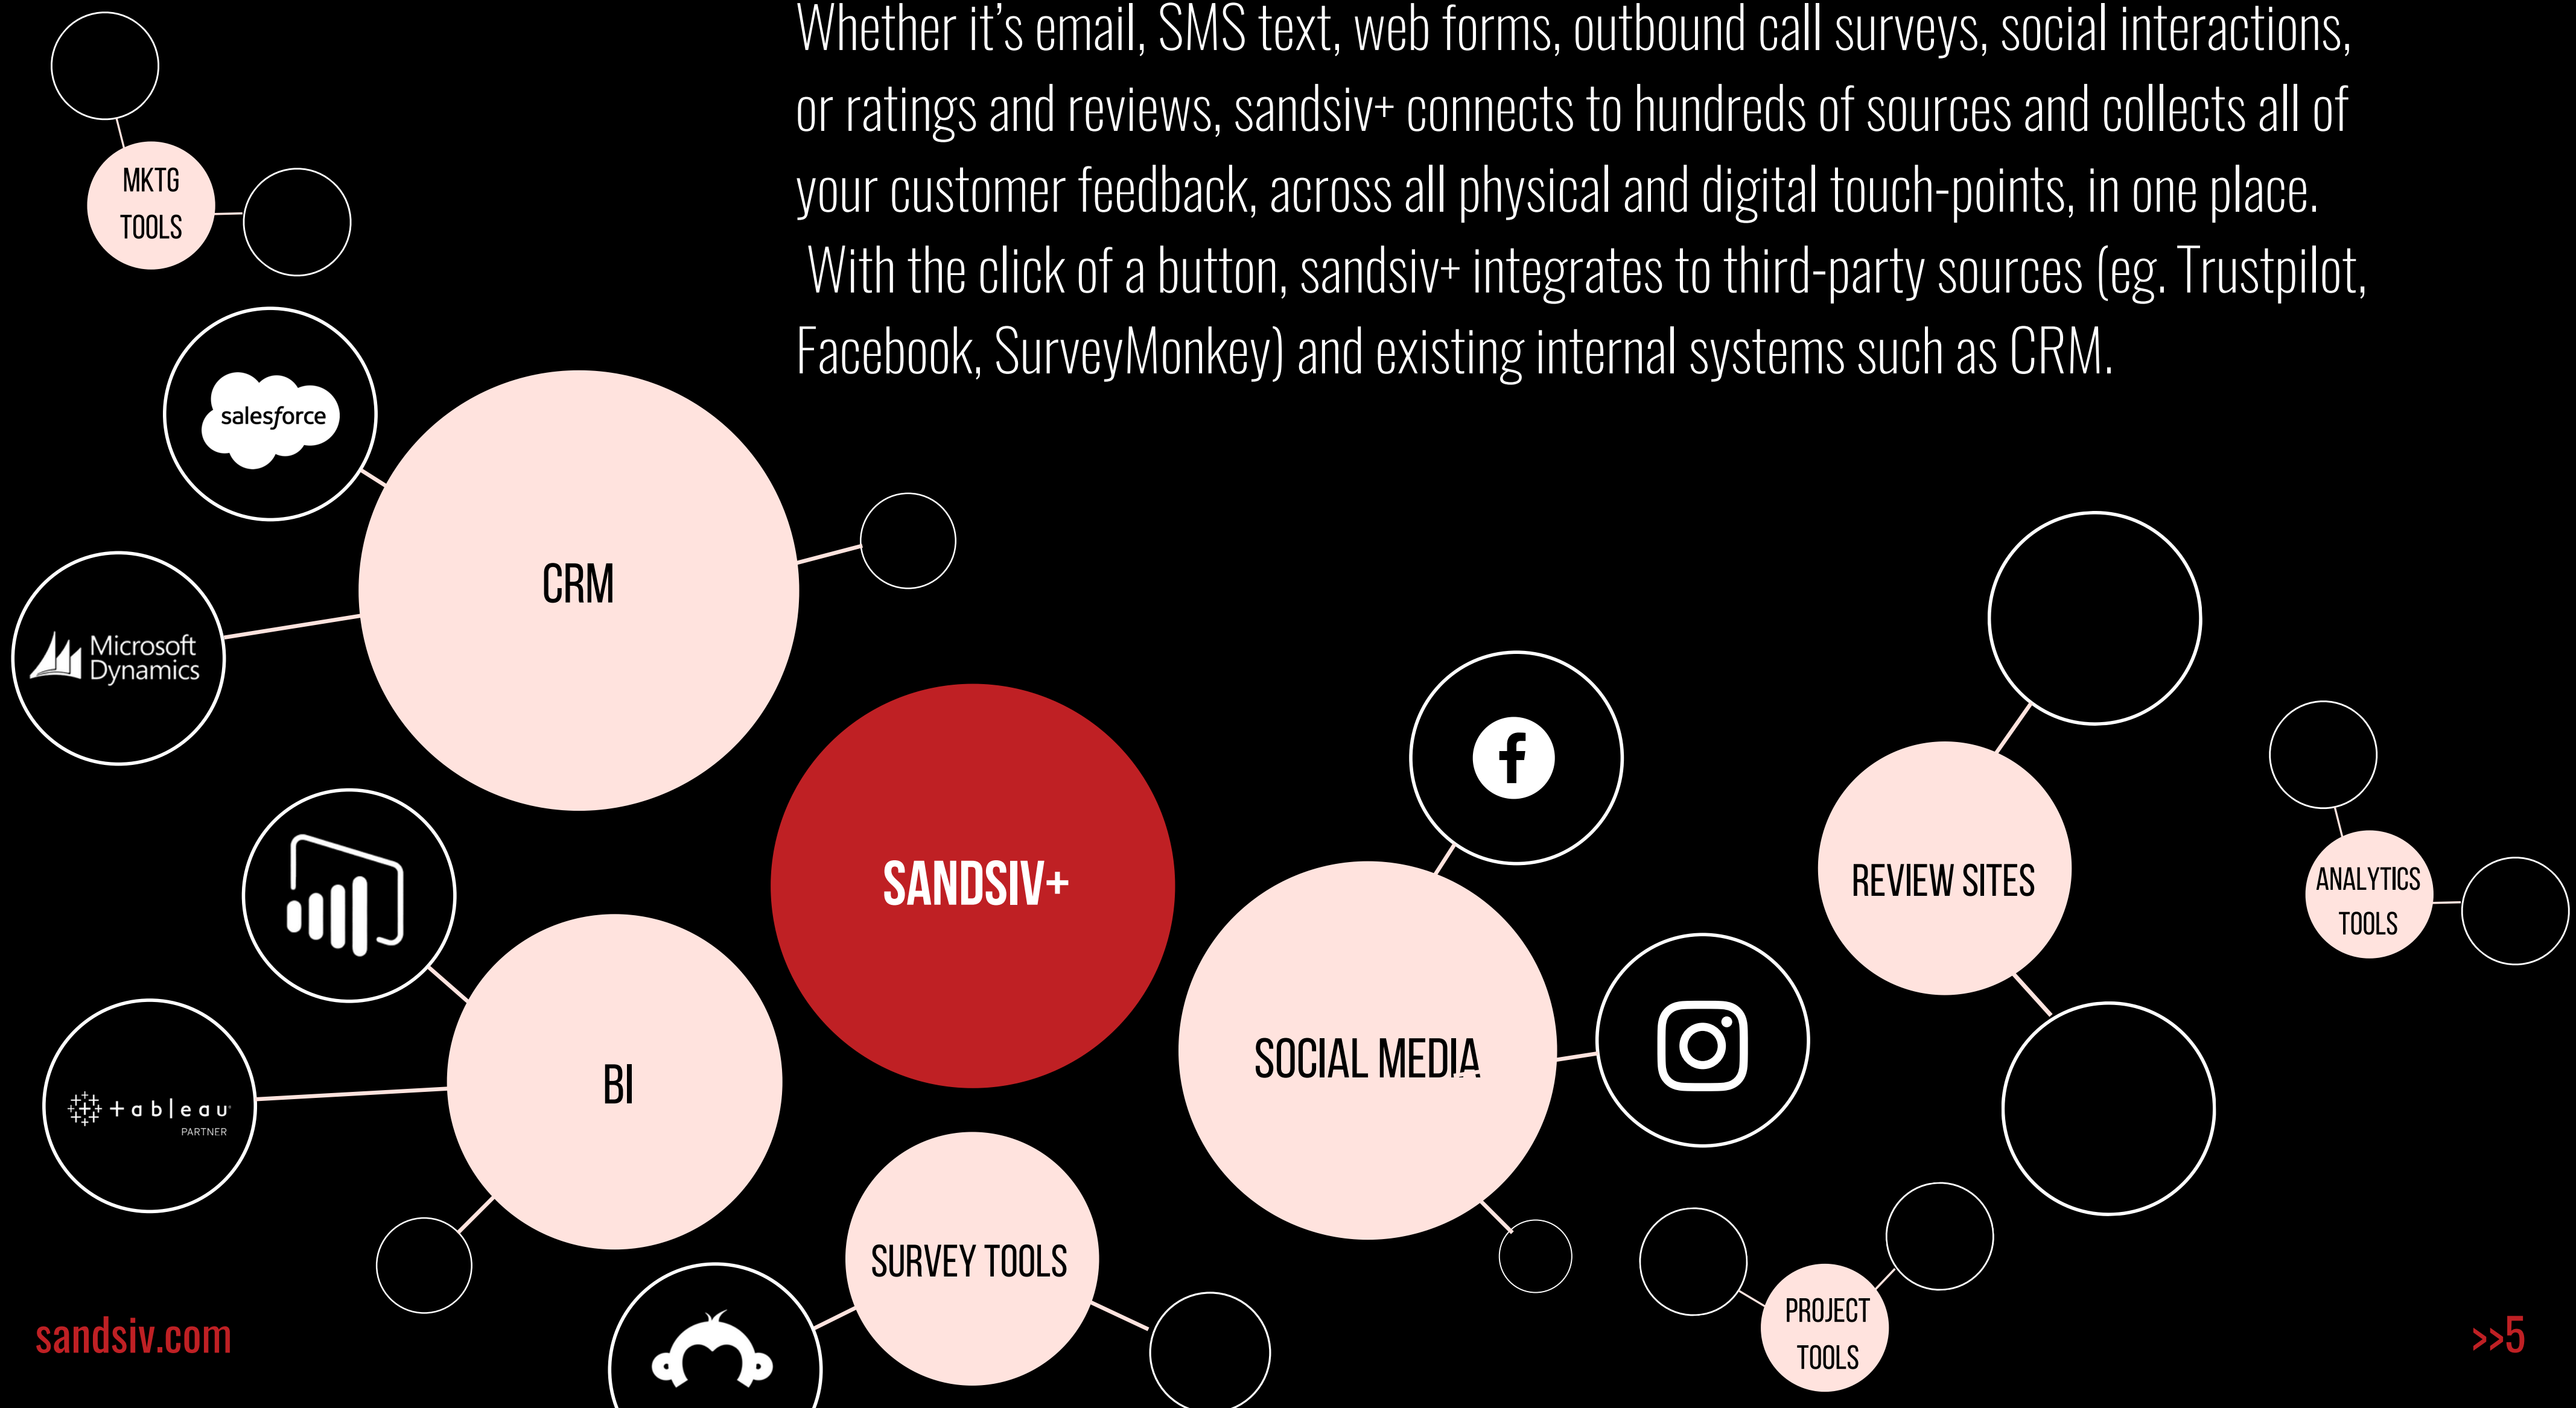 Whether it’s email, SMS text, web forms, outbound call surveys, social interactions,
or ratings and reviews, sandsiv+ connects to hundreds of sources and collects all of
your customer feedback, across all physical and digital touch-points, in one place.
With the click of a button, sandsiv+ integrates to third-party sources (eg. Trustpilot,
Facebook, SurveyMonkey) and existing internal systems such as CRM.
MKTG
TOOLS
salesforce
CRM
Microsoft
Dynamics
SANDSIV+
REVIEW SITES
ANALYTICS
TOOLS
SOCIAL MEDIA
BI
+ableau
PARTNER
SURVEY TOOLS
PROJECT
TOOLS
sandsiv.com
>>5